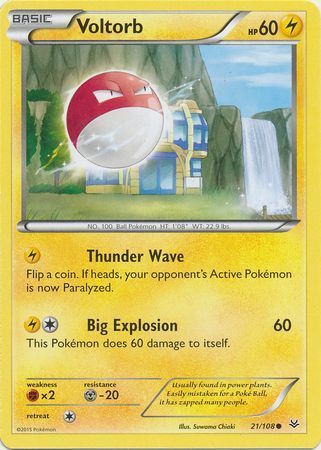 BASIC
Voltorb
HP60
NO. 100 Ball Pokémon HT: 1'08" WT: 22.9 lbs.
Thunder Wave
Flip a coin. If heads, your opponent's Active Pokémon
is now Paralyzed.
Big Explosion 60
This Pokémon does 60 damage to itself.
weakness
×2
resistance
-20
retreat
Usually found in power plants.
Easily mistaken for a Poké Ball,
it has zapped many people.
©2015 Pokémon
Illus. Suwama Chiaki
21/108